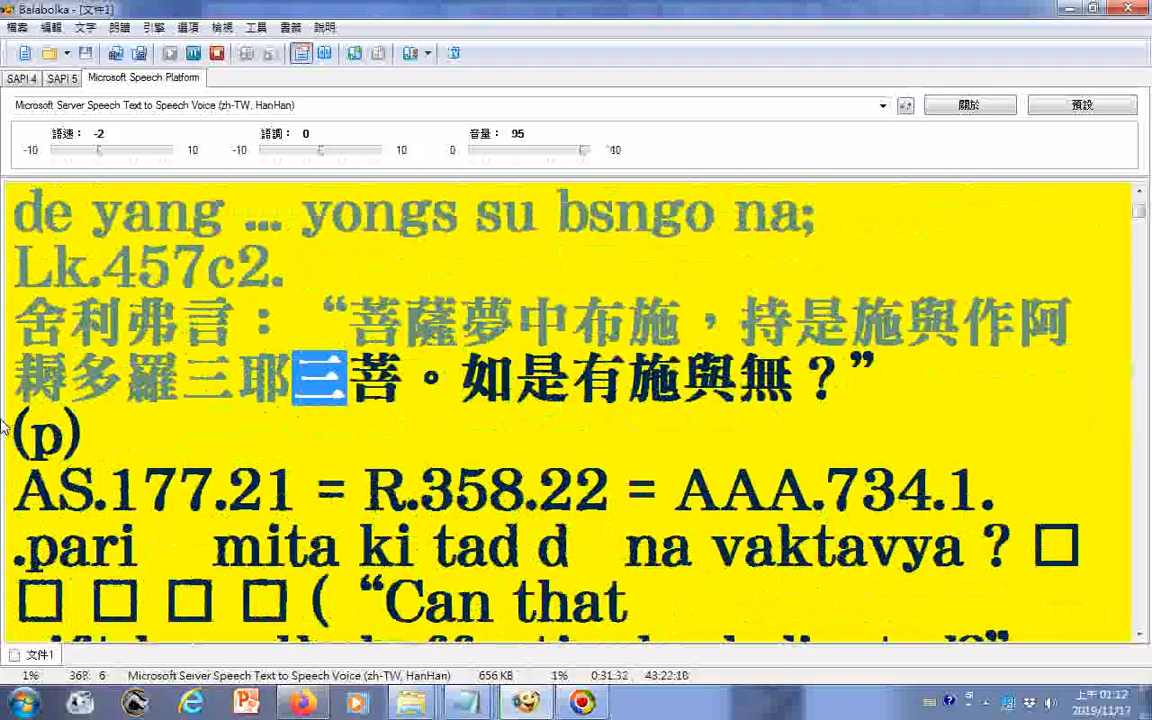 Balabolka - [文件1]
檔案 編輯 文字 朗讀 引擎 選項 檢視 工具 書籤 說明
SAPI 4 SAPI 5 Microsoft Speech Platform
Microsoft Server Speech Text to Speech Voice (zh-TW, HanHan) 關於 預設
語速： -2 語調： 0 音量： 95
-10 10 -10 10 0 100
de yang ... yongs su bsngo na;
Lk.457c2.
舍利弗言：“菩薩夢中布施，持是施與作阿
耨多羅三耶三菩。如是有施與無？”
(p)
AS.177.21 = R.358.22 = AAA.734.1.
.pari mita ki tad d na vaktavya ? □
□ □ □ □ ( “Can that
文件1
1% 368 6 Microsoft Server Speech Text to Speech Voice (zh-TW, HanHan) 656 KB 1% 0:31:32 43:22:18
上午 01:12
2019/11/17